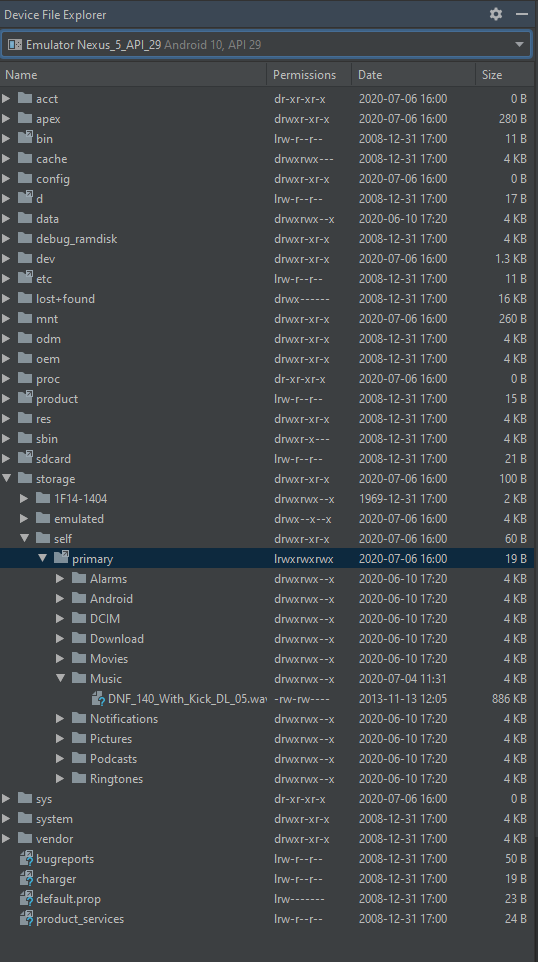 Device File Explorer
Emulator Nexus_5_API_29 Android 10, API 29
Name Permissions Date Size
acct dr-xr-xr-x 2020-07-06 16:00 0 B
apex drwxr-xr-x 2020-07-06 16:00 280 B
bin lrw-r--r-- 2008-12-31 17:00 11 B
cache drwxrwx--- 2008-12-31 17:00 4 KB
config drwxr-xr-x 2020-07-06 16:00 0 B
d lrw-r--r-- 2008-12-31 17:00 17 B
data drwxrwx--x 2020-06-10 17:20 4 KB
debug_ramdisk drwxr-xr-x 2008-12-31 17:00 4 KB
dev drwxr-xr-x 2020-07-06 16:00 1.3 KB
etc lrw-r--r-- 2008-12-31 17:00 11 B
lost+found drwx------ 2008-12-31 17:00 16 KB
mnt drwxr-xr-x 2020-07-06 16:00 260 B
odm drwxr-xr-x 2008-12-31 17:00 4 KB
oem drwxr-xr-x 2008-12-31 17:00 4 KB
proc dr-xr-xr-x 2020-07-06 16:00 0 B
product lrw-r--r-- 2008-12-31 17:00 15 B
res drwxr-xr-x 2008-12-31 17:00 4 KB
sbin drwxr-x--- 2008-12-31 17:00 4 KB
sdcard lrw-r--r-- 2008-12-31 17:00 21 B
storage drwxr-xr-x 2020-07-06 16:00 100 B
1F14-1404 drwxrwx--x 1969-12-31 17:00 2 KB
emulated drwx--x--x 2020-07-06 16:00 4 KB
self drwxr-xr-x 2020-07-06 16:00 60 B
primary lrwxrwxrwx 2020-07-06 16:00 19 B
Alarms drwxrwx--x 2020-06-10 17:20 4 KB
Android drwxrwx--x 2020-06-10 17:20 4 KB
DCIM drwxrwx--x 2020-06-10 17:20 4 KB
Download drwxrwx--x 2020-06-10 17:20 4 KB
Movies drwxrwx--x 2020-06-10 17:20 4 KB
Music drwxrwx--x 2020-07-04 11:31 4 KB
DNF_140_With_Kick_DL_05.wav -rw-rw---- 2013-11-13 12:05 886 KB
Notifications drwxrwx--x 2020-06-10 17:20 4 KB
Pictures drwxrwx--x 2020-06-10 17:20 4 KB
Podcasts drwxrwx--x 2020-06-10 17:20 4 KB
Ringtones drwxrwx--x 2020-06-10 17:20 4 KB
sys dr-xr-xr-x 2020-07-06 16:00 0 B
system drwxr-xr-x 2008-12-31 17:00 4 KB
vendor drwxr-xr-x 2008-12-31 17:00 4 KB
bugreports lrw-r--r-- 2008-12-31 17:00 50 B
charger lrw-r--r-- 2008-12-31 17:00 19 B
default.prop lrw------- 2008-12-31 17:00 23 B
product_services lrw-r--r-- 2008-12-31 17:00 24 B